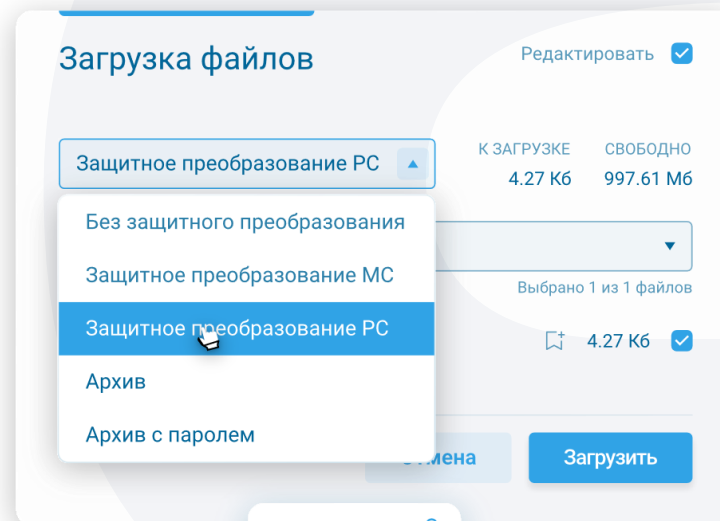 Загрузка файлов
Редактировать
Защитное преобразование РС
К ЗАГРУЗКЕ
СВОБОДНО
4.27 Кб
997.61 Мб
Без защитного преобразования
Защитное преобразование МС
Выбрано 1 из 1 файлов
Защитное преобразование РС
4.27 Кб
Архив
Архив с паролем
Отмена
Загрузить